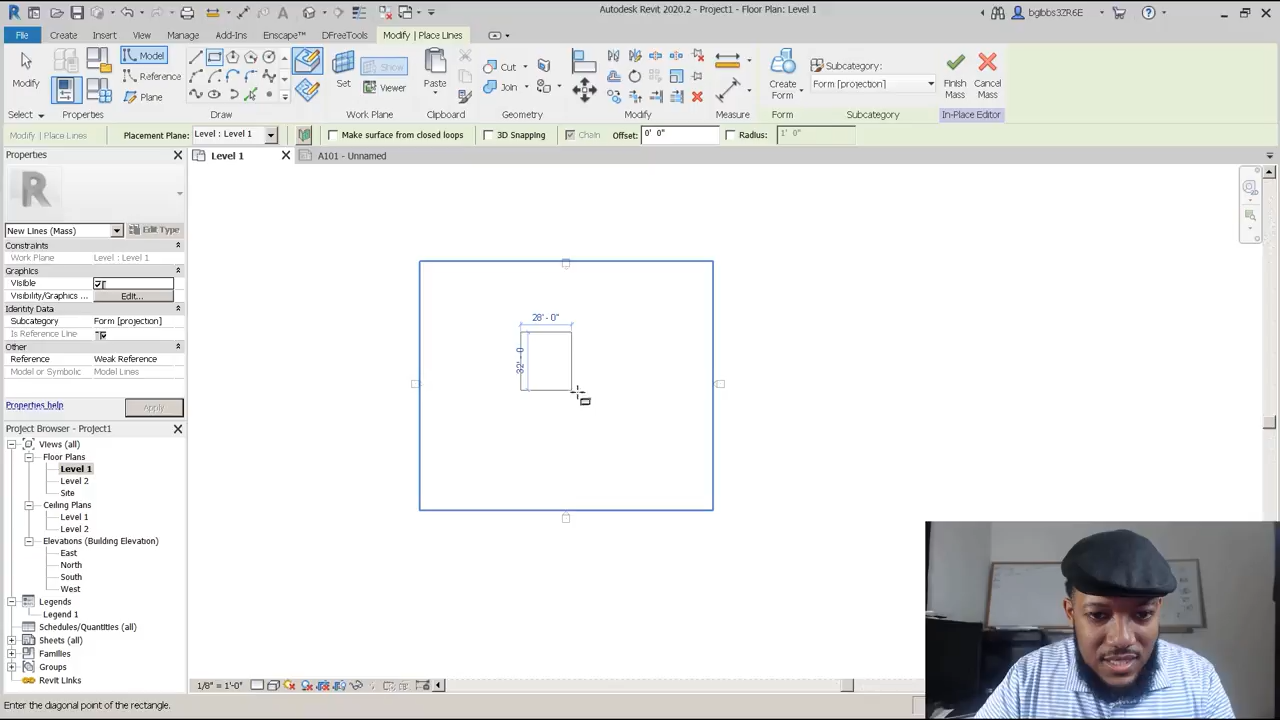 Autodesk Revit 2020.2 - Project1 - Floor Plan: Level 1
bgibbs3ZR6E
File Create Insert View Manage Add-Ins Enscape™ DFreeTools Modify | Place Lines
Modify
Model
Reference
Plane
Set
Show
Viewer
Paste
Cut
Join
Create Form
Subcategory:
Form [projection]
Finish Mass
Cancel Mass
Select Properties Draw Work Plane Clipboard Geometry Modify Measure Form Subcategory In-Place Editor
Modify | Place Lines Placement Plane: Level : Level 1 Make surface from closed loops 3D Snapping Chain Offset: 0' 0" Radius: 1' 0"
Properties
Level 1
A101 - Unnamed
New Lines (Mass) Edit Type
Constraints
Work Plane Level : Level 1
Graphics
Visible
Visibility/Graphics ... Edit...
Identity Data
Subcategory Form [projection]
Is Reference Line
Other
Reference Weak Reference
Model or Symbolic Model Lines
Properties help Apply
28' - 0"
32' - 0
Project Browser - Project1
Views (all)
Floor Plans
Level 1
Level 2
Site
Ceiling Plans
Level 1
Level 2
Elevations (Building Elevation)
East
North
South
West
Legends
Legend 1
Schedules/Quantities (all)
Sheets (all)
Families
Groups
Revit Links
1/8" = 1'-0"
Enter the diagonal point of the rectangle.